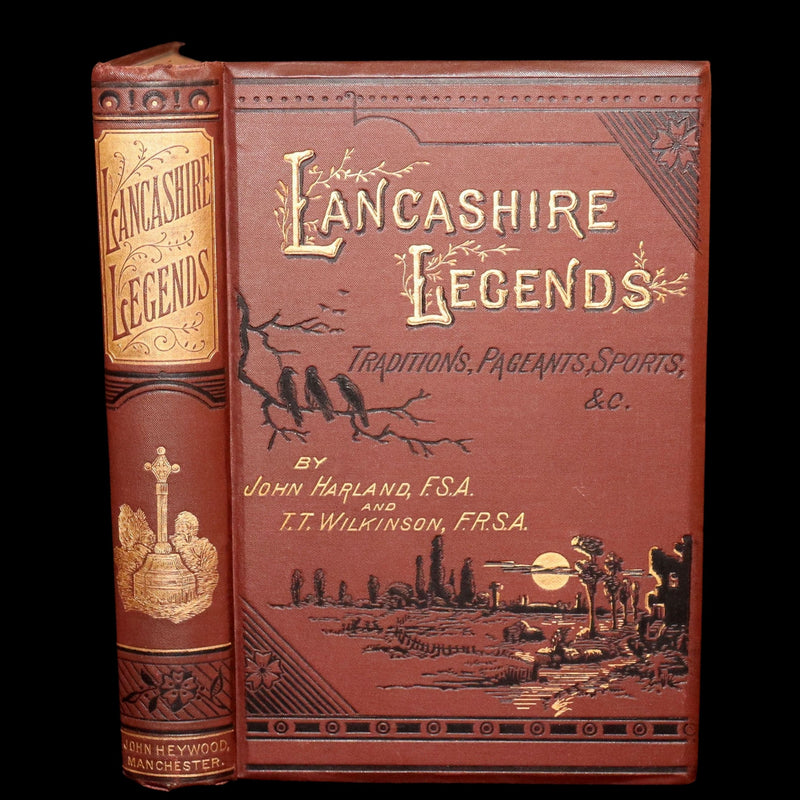 LANCASHIRE
LEGENDS
JOHN HEYWOOD,
MANCHESTER.
LANCASHIRE
LEGENDS
TRADITIONS, PAGEANTS, SPORTS,
&C.
BY
JOHN HARLAND, F.S.A.
AND
T.T. WILKINSON, F.R.S.A.